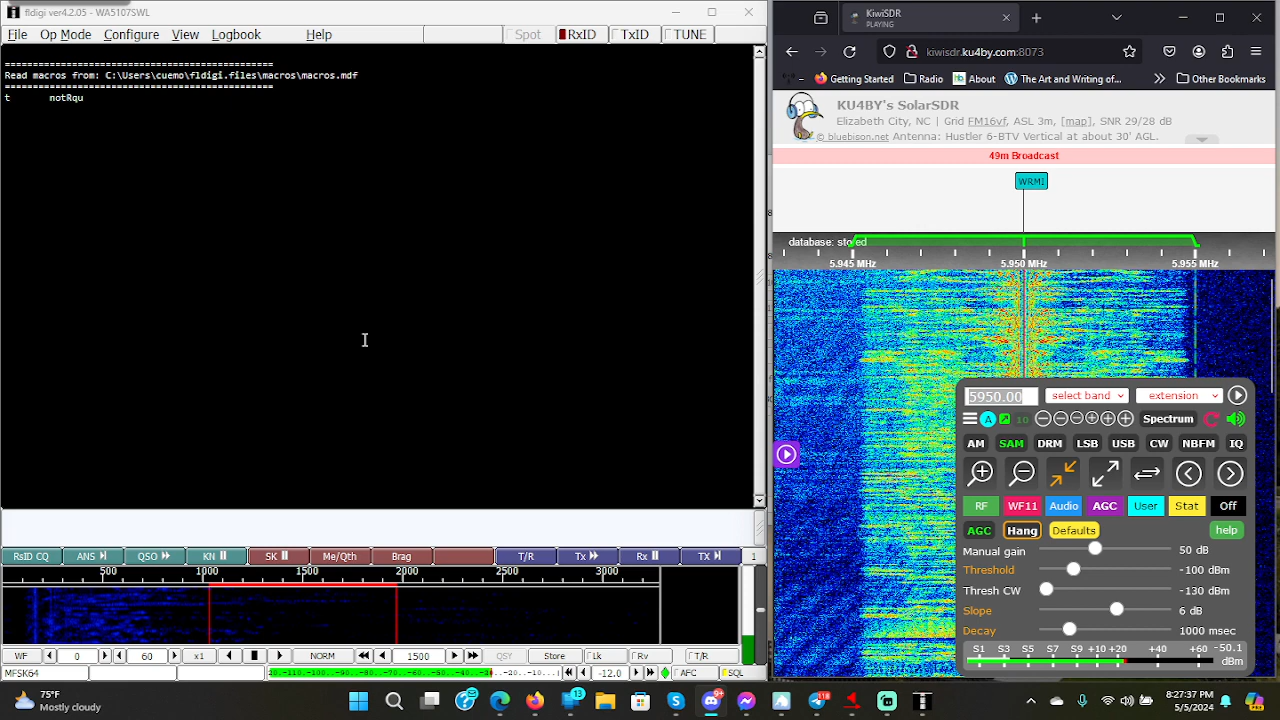 fldigi ver4.2.05 - WA5107SWL
File Op Mode Configure View Logbook Help Spot RxID TxID TUNE
================================================
Read macros from: C:\Users\cuemo\fldigi.files\macros\macros.mdf
================================================
t notRqu
RsID CQ ANS QSO KN SK Me/Qth Brag T/R Tx Rx TX 1
500 1000 1500 2000 2500 3000
WF 0 60 x1 NORM 1500 QSY Store Lk Rv T/R
MFSK64 -12.0 AFC SQL
KiwiSDR
PLAYING
kiwisdr.ku4by.com:8073
Getting Started Radio About The Art and Writing of... Other Bookmarks
KU4BY's SolarSDR
Elizabeth City, NC | Grid FM16vf, ASL 3m, [map], SNR 29/28 dB
© bluebison.net Antenna: Hustler 6-BTV Vertical at about 30' AGL.
49m Broadcast
WRMI
database: stored
5.945 MHz 5.950 MHz 5.955 MHz
5950.00 select band extension
A 10 Spectrum
AM SAM DRM LSB USB CW NBFM IQ
RF WF11 Audio AGC User Stat Off
AGC Hang Defaults help
Manual gain 50 dB
Threshold -100 dBm
Thresh CW -130 dBm
Slope 6 dB
Decay 1000 msec
S1 S3 S5 S7 S9 +10 +20 +40 +60 -50.1
dBm
75°F
Mostly cloudy
13 9+ 118
8:27:37 PM
5/5/2024